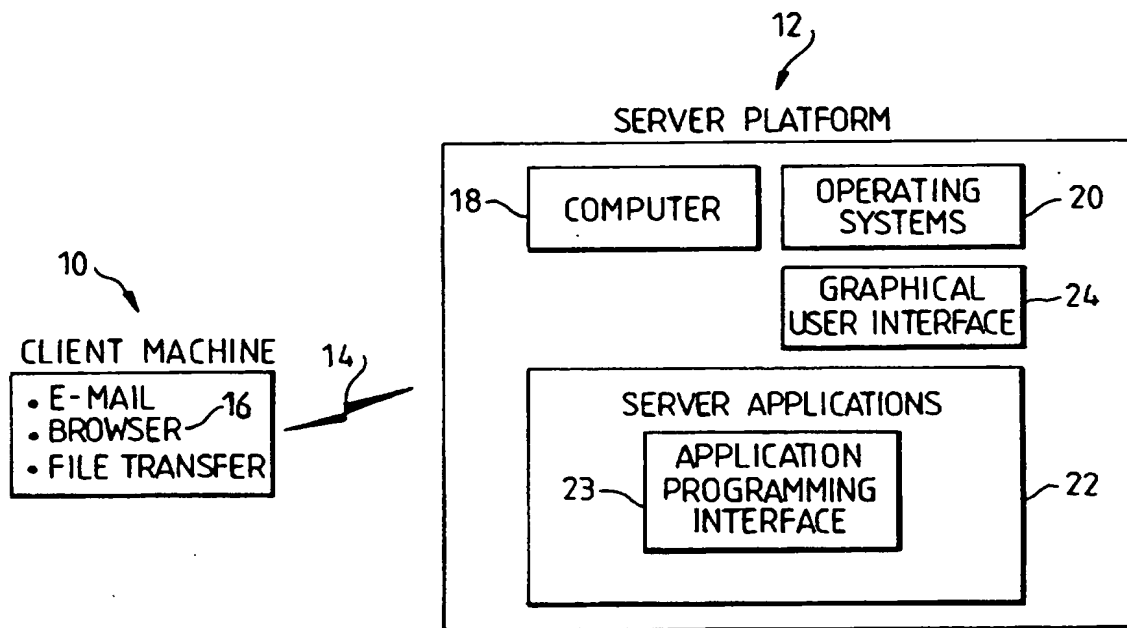 12
SERVER PLATFORM
18
COMPUTER
OPERATING
SYSTEMS
20
GRAPHICAL
USER INTERFACE
24
10
CLIENT MACHINE
• E-MAIL
• BROWSER 16
• FILE TRANSFER
14
SERVER APPLICATIONS
APPLICATION
PROGRAMMING
INTERFACE
23
22